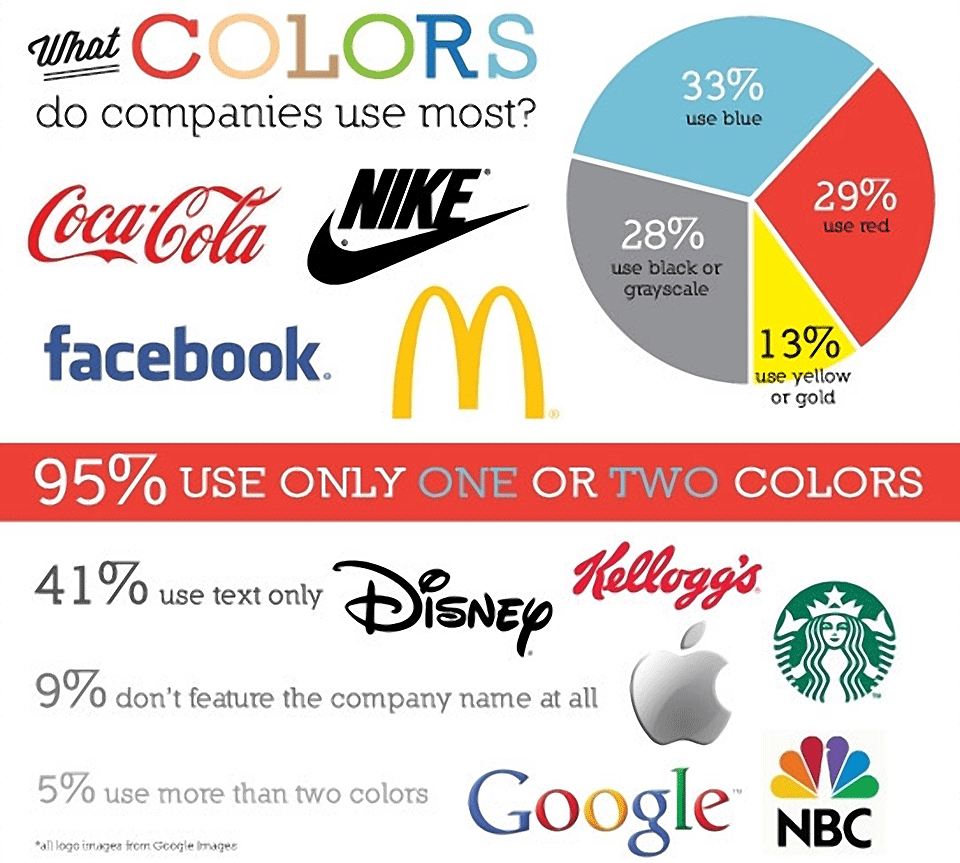 What COLORS
do companies use most?
33%
use blue
29%
use red
28%
use black or
grayscale
13%
use yellow
or gold
Coca-Cola
NIKE
facebook.
95% USE ONLY ONE OR TWO COLORS
41% use text only
DISNEY
Kellogg's
9% don't feature the company name at all
5% use more than two colors
Google™
NBC
*all logo images from Google Images